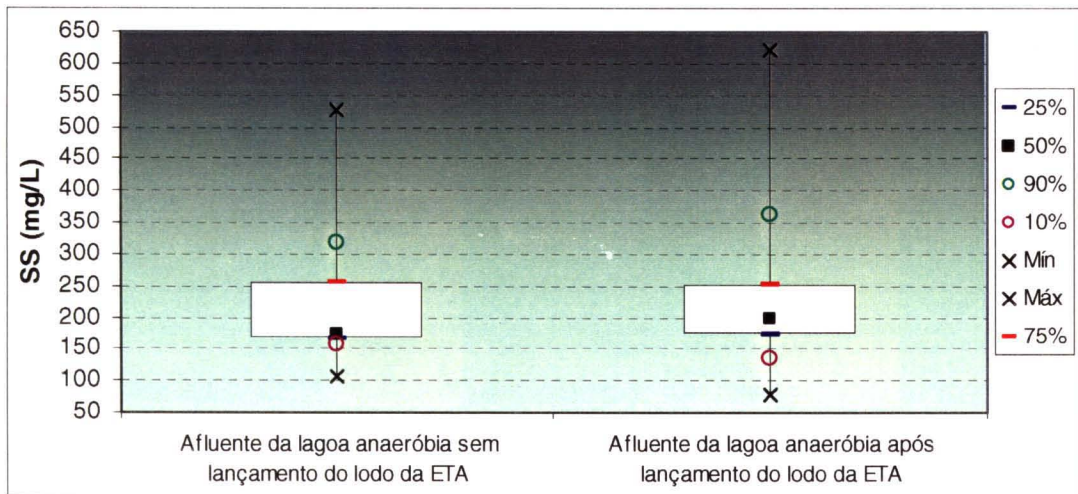 650
600
550
500
450
400
350
300
250
200
150
100
50
SS (mg/L)
Afluente da lagoa anaeróbia sem
lançamento do lodo da ETA
Afluente da lagoa anaeróbia após
lançamento do lodo da ETA
25%
50%
90%
10%
Mín
Máx
75%